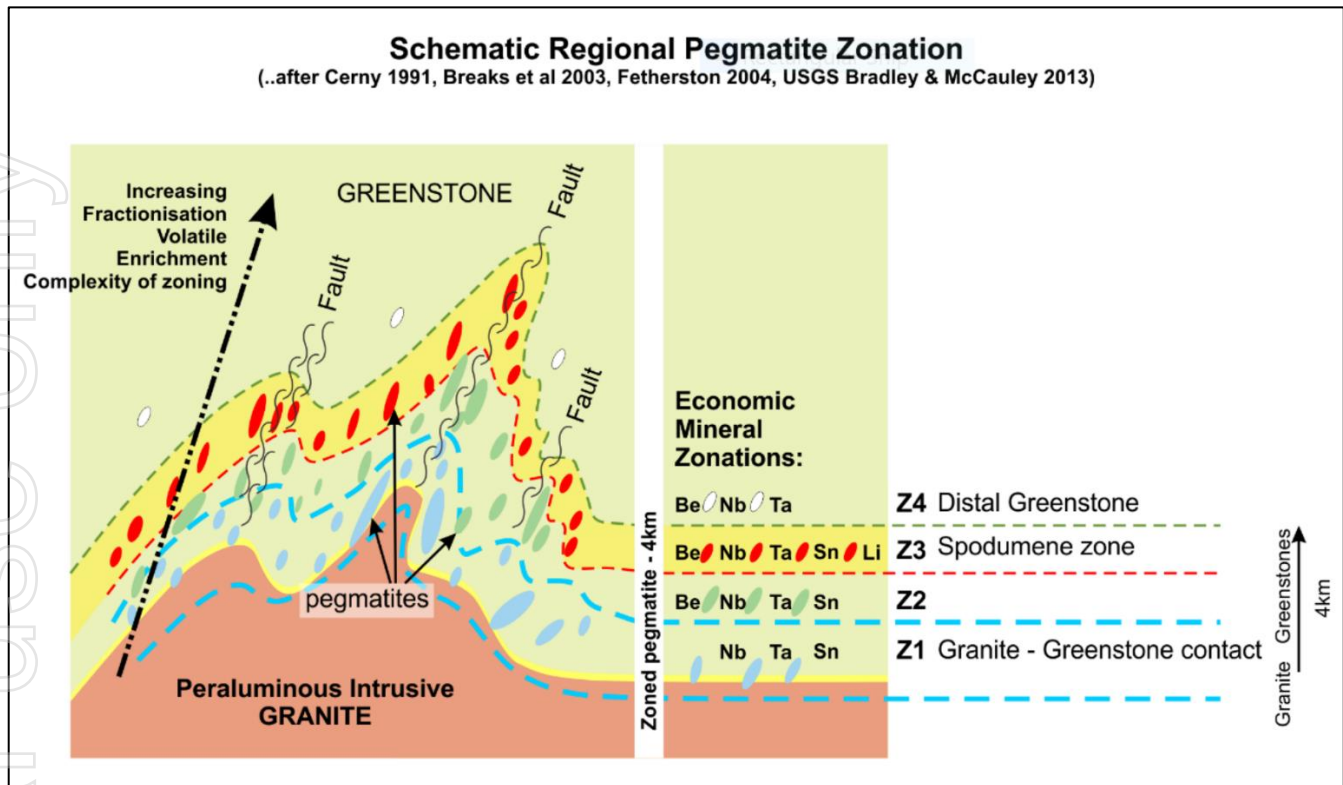 Schematic Regional Pegmatite Zonation
(..after Cerny 1991, Breaks et al 2003, Fetherston 2004, USGS Bradley & McCauley 2013)
Increasing
Fractionisation
Volatile
Enrichment
Complexity of zoning
GREENSTONE
Fault
Fault
Fault
pegmatites
Peraluminous Intrusive
GRANITE
Zoned pegmatite - 4km
Economic
Mineral
Zonations:
Be Nb Ta
Z4 Distal Greenstone
Be Nb Ta Sn Li
Z3 Spodumene zone
Be Nb Ta Sn
Z2
Nb Ta Sn
Z1 Granite - Greenstone contact
Granite Greenstones
4km